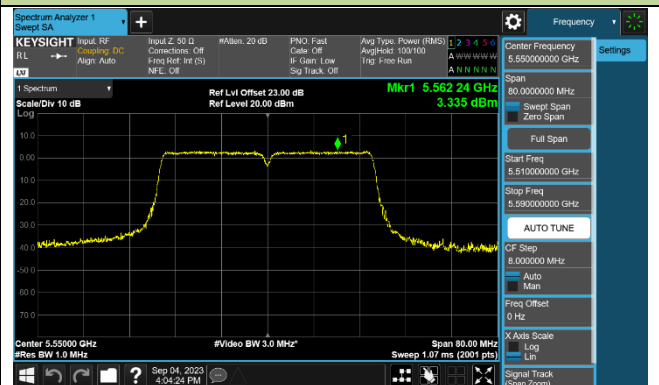 Spectrum Analyzer 1
Swept SA
+
Frequency
KEYSIGHT
RL
LXI
Input: RF
Coupling: DC
Align: Auto
Input Z: 50 Ω
Corrections: Off
Freq Ref: Int (S)
NFE: Off
#Atten: 20 dB
PNO: Fast
Gate: Off
IF Gain: Low
Sig Track: Off
Avg Type: Power (RMS)
Avg|Hold: 100/100
Trig: Free Run
1 2 3 4 5 6
A W W W W W
A N N N N N
1 Spectrum
Scale/Div 10 dB
Log
Ref Lvl Offset 23.00 dB
Ref Level 20.00 dBm
Mkr1 5.562 24 GHz
3.335 dBm
1
10.0
0.00
-10.0
-20.0
-30.0
-40.0
-50.0
-60.0
-70.0
Center 5.55000 GHz
#Res BW 1.0 MHz
#Video BW 3.0 MHz*
Span 80.00 MHz
Sweep 1.07 ms (2001 pts)
Sep 04, 2023
4:04:24 PM
Center Frequency
5.550000000 GHz
Span
80.0000000 MHz
Swept Span
Zero Span
Full Span
Start Freq
5.510000000 GHz
Stop Freq
5.590000000 GHz
AUTO TUNE
CF Step
8.000000 MHz
Auto
Man
Freq Offset
0 Hz
X Axis Scale
Log
Lin
Signal Track
(Span Zoom)
Settings